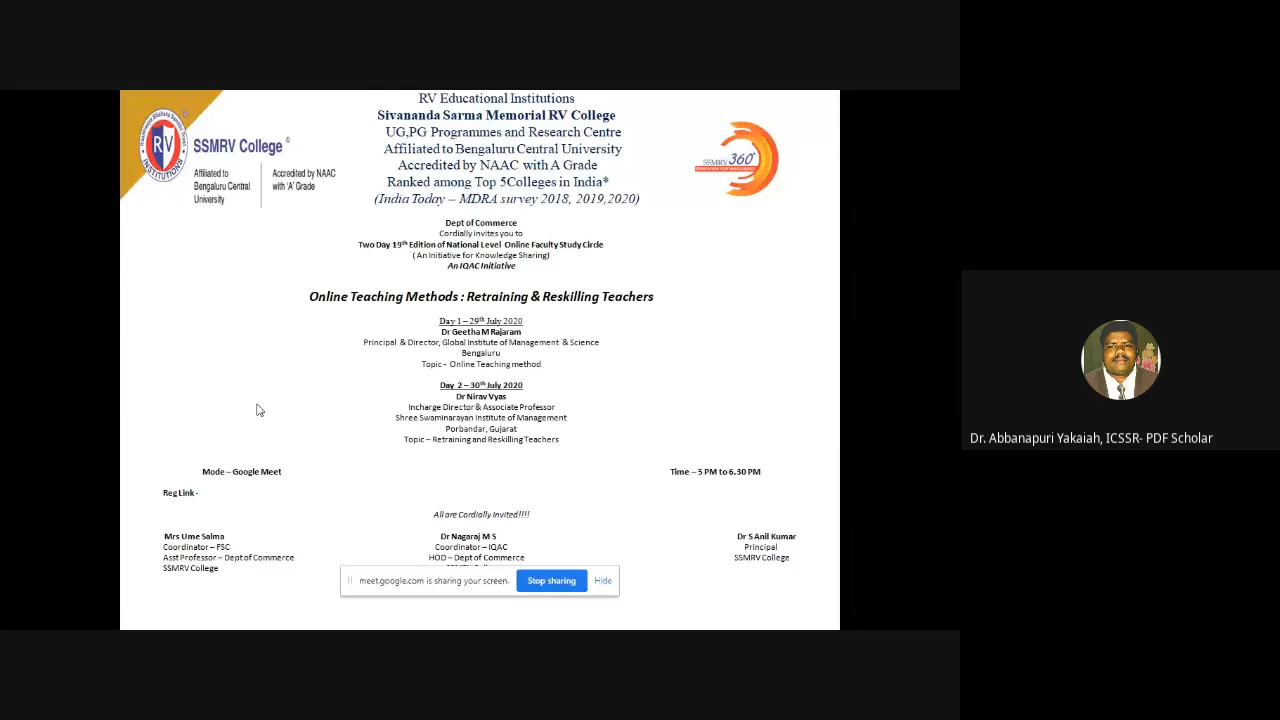 RV Educational Institutions
Sivananda Sarma Memorial RV College
UG,PG Programmes and Research Centre
Affiliated to Bengaluru Central University
Accredited by NAAC with A Grade
Ranked among Top 5Colleges in India*
(India Today – MDRA survey 2018, 2019,2020)
RV
INSTITUTIONS
SSMRV College
Affiliated to
Bengaluru Central
University
Accredited by NAAC
with 'A' Grade
SSMRV 360°
Dept of Commerce
Cordially invites you to
Two Day 19th Edition of National Level Online Faculty Study Circle
( An Initiative for Knowledge Sharing)
An IQAC Initiative
Online Teaching Methods : Retraining & Reskilling Teachers
Day 1 – 29th July 2020
Dr Geetha M Rajaram
Principal & Director, Global Institute of Management & Science
Bengaluru
Topic - Online Teaching method
Day 2 – 30th July 2020
Dr Nirav Vyas
Incharge Director & Associate Professor
Shree Swaminarayan Institute of Management
Porbandar, Gujarat
Topic – Retraining and Reskilling Teachers
Mode – Google Meet
Time – 5 PM to 6.30 PM
Reg Link -
All are Cordially Invited!!!!
Mrs Ume Salma
Coordinator – FSC
Asst Professor – Dept of Commerce
SSMRV College
Dr Nagaraj M S
Coordinator – IQAC
HOD – Dept of Commerce
Dr S Anil Kumar
Principal
SSMRV College
meet.google.com is sharing your screen.
Stop sharing
Hide
Dr. Abbanapuri Yakaiah, ICSSR- PDF Scholar